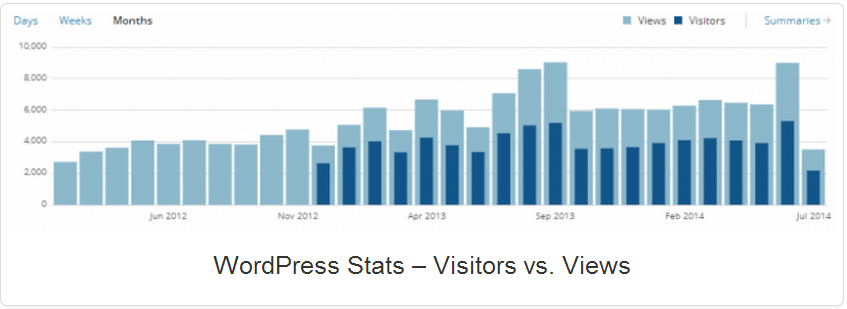 Days Weeks Months Views Visitors Summaries →
10,000
8,000
6,000
4,000
2,000
0
Jun 2012 Nov 2012 Apr 2013 Sep 2013 Feb 2014 Jul 2014
WordPress Stats – Visitors vs. Views